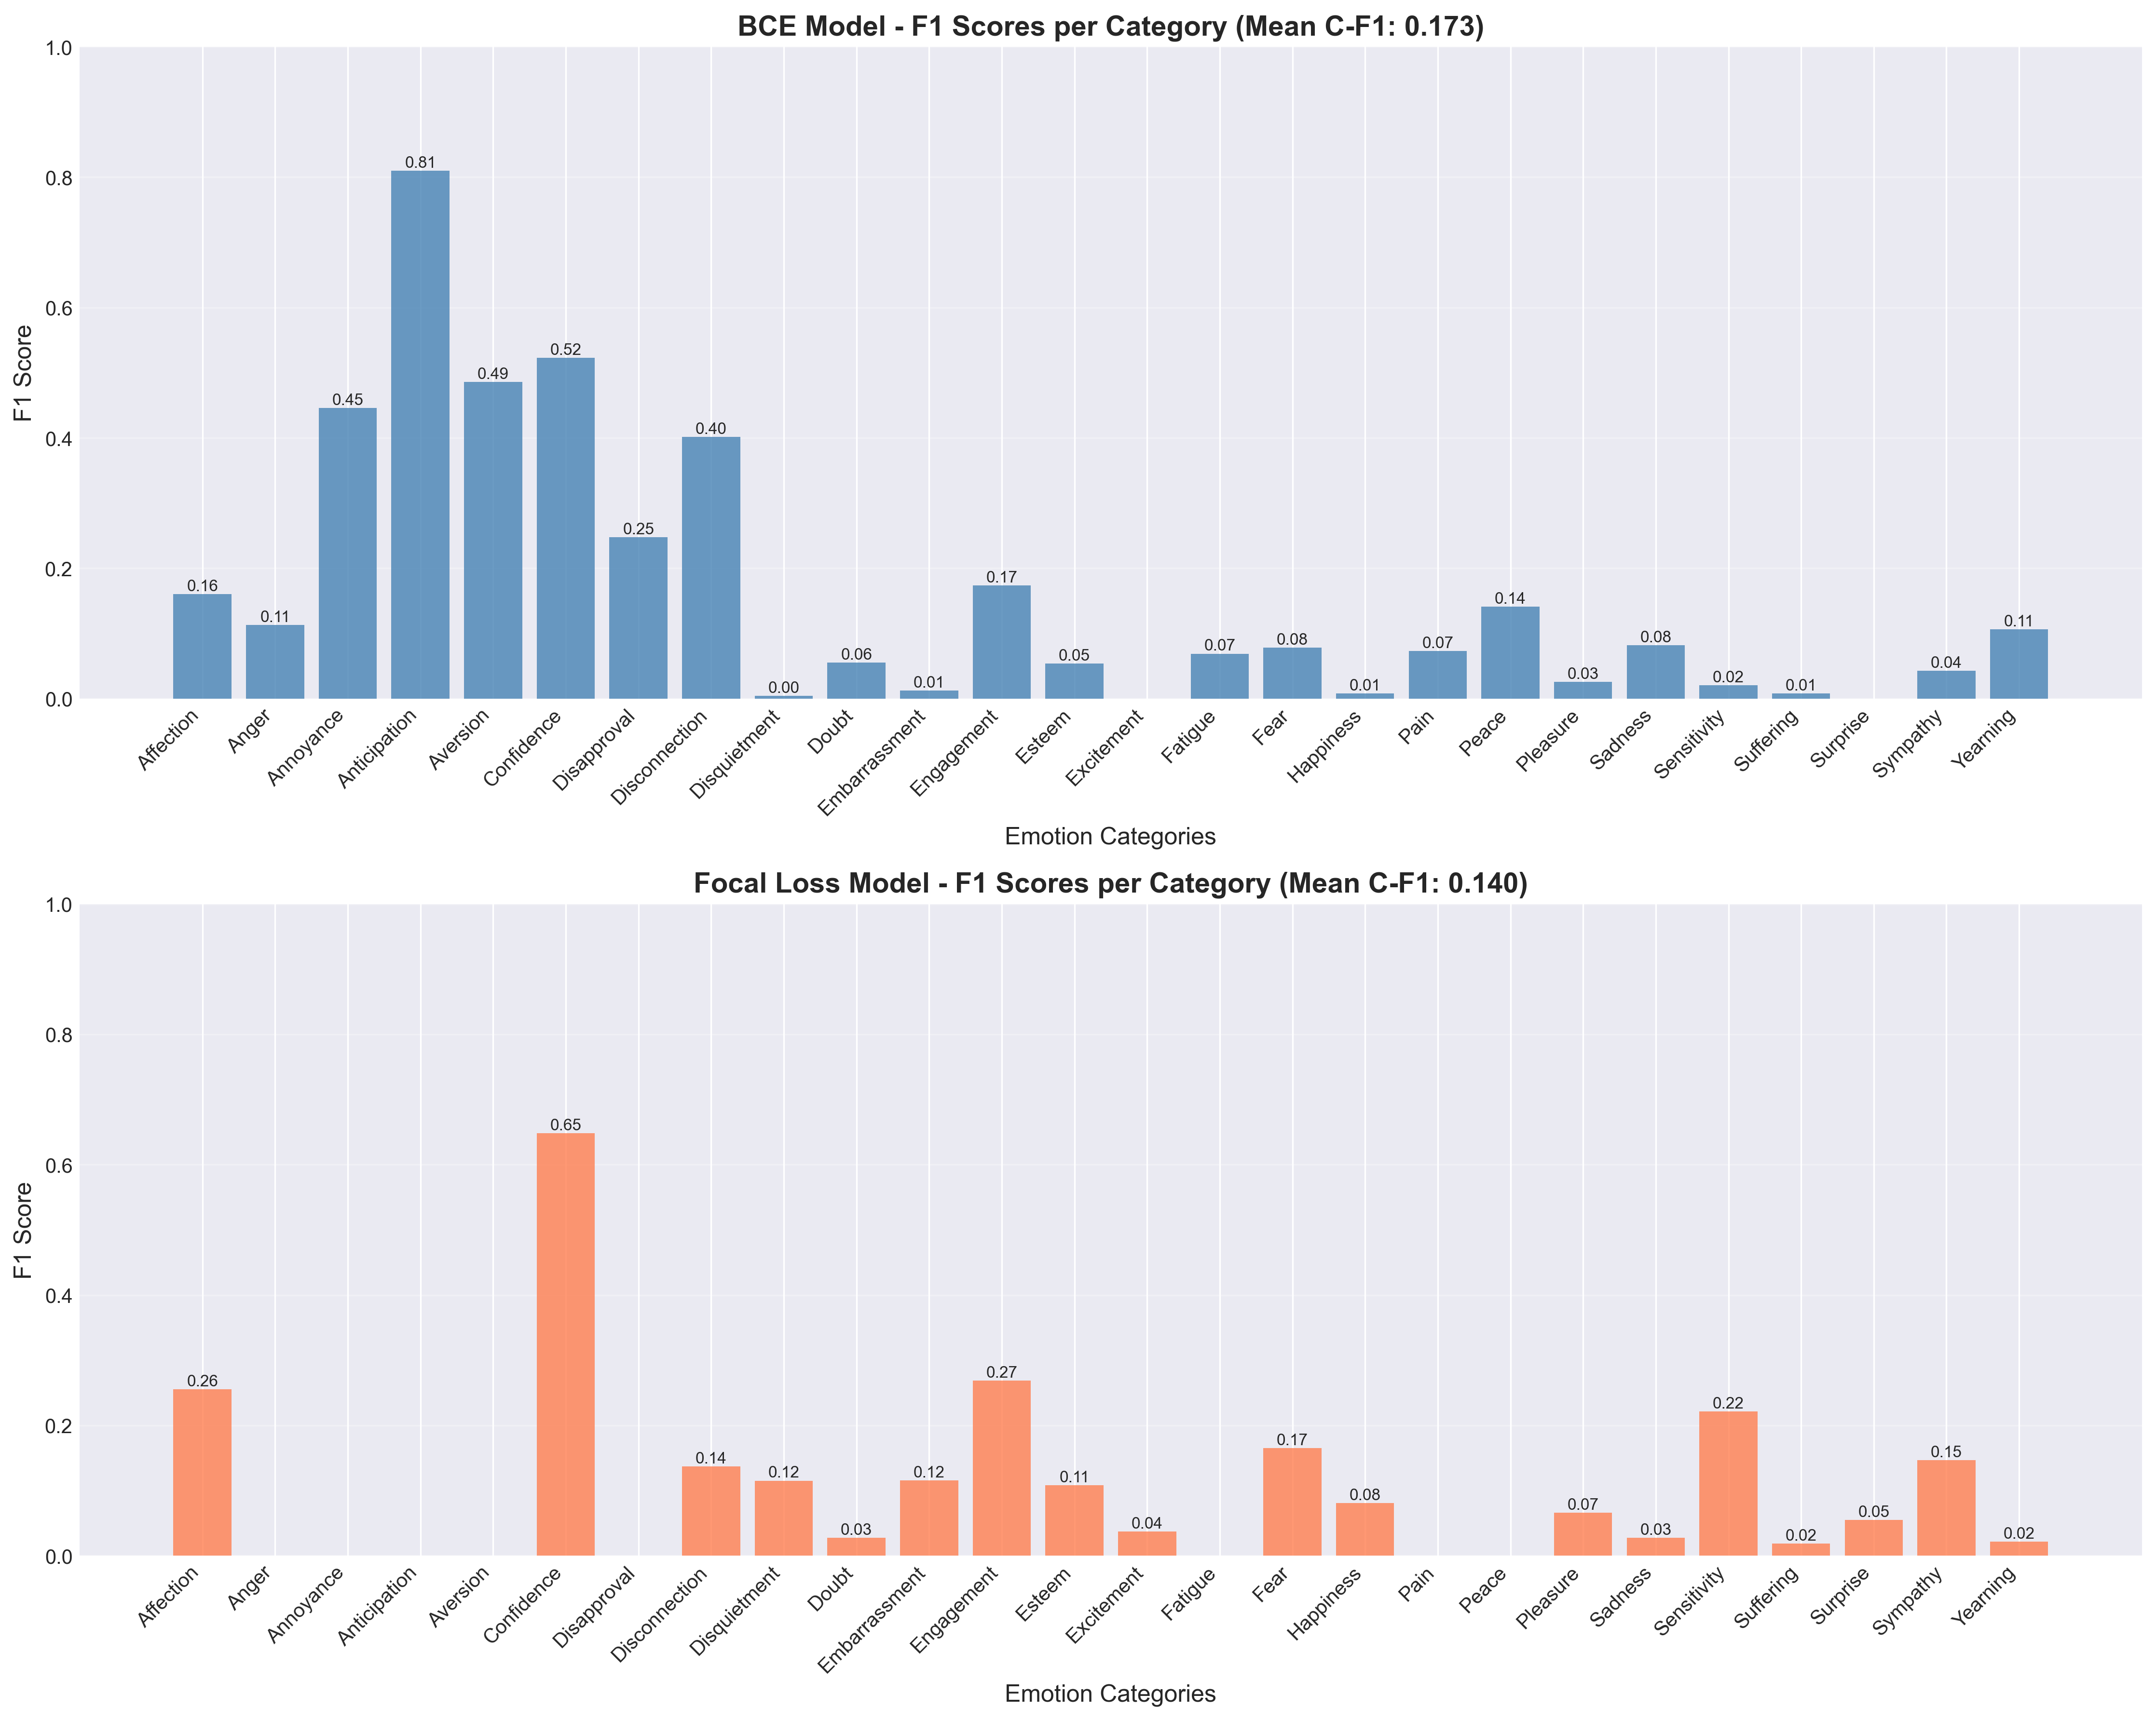 BCE Model - F1 Scores per Category (Mean C-F1: 0.173)
1.0
0.8
0.6
0.4
0.2
0.0
F1 Score
0.16
0.11
0.45
0.81
0.49
0.52
0.25
0.40
0.00
0.06
0.01
0.17
0.05
0.07
0.08
0.01
0.07
0.14
0.03
0.08
0.02
0.01
0.04
0.11
Affection
Anger
Annoyance
Anticipation
Aversion
Confidence
Disapproval
Disconnection
Disquietment
Doubt
Embarrassment
Engagement
Esteem
Excitement
Fatigue
Fear
Happiness
Pain
Peace
Pleasure
Sadness
Sensitivity
Suffering
Surprise
Sympathy
Yearning
Emotion Categories
Focal Loss Model - F1 Scores per Category (Mean C-F1: 0.140)
1.0
0.8
0.6
0.4
0.2
0.0
F1 Score
0.26
0.65
0.14
0.12
0.03
0.12
0.27
0.11
0.04
0.17
0.08
0.07
0.03
0.22
0.02
0.05
0.15
0.02
Affection
Anger
Annoyance
Anticipation
Aversion
Confidence
Disapproval
Disconnection
Disquietment
Doubt
Embarrassment
Engagement
Esteem
Excitement
Fatigue
Fear
Happiness
Pain
Peace
Pleasure
Sadness
Sensitivity
Suffering
Surprise
Sympathy
Yearning
Emotion Categories